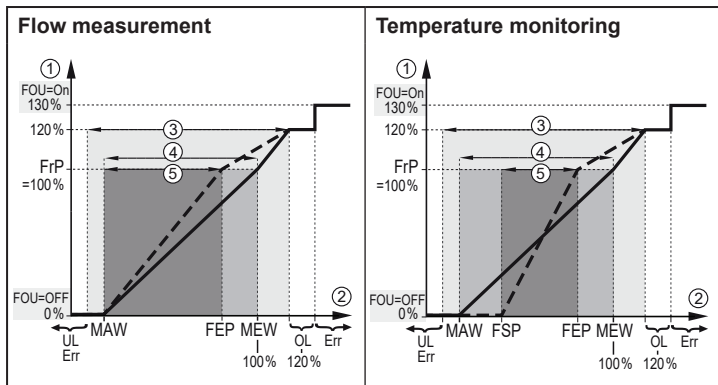 Flow measurement
①
FOU=On
130%
120%
③
④
FrP
=100%
⑤
FOU=OFF
0%
②
UL
Err
MAW
FEP
MEW
100%
OL
120%
Err
Temperature monitoring
①
FOU=On
130%
120%
③
④
FrP
=100%
⑤
FOU=OFF
0%
②
UL
Err
MAW
FSP
FEP
MEW
100%
OL
120%
Err